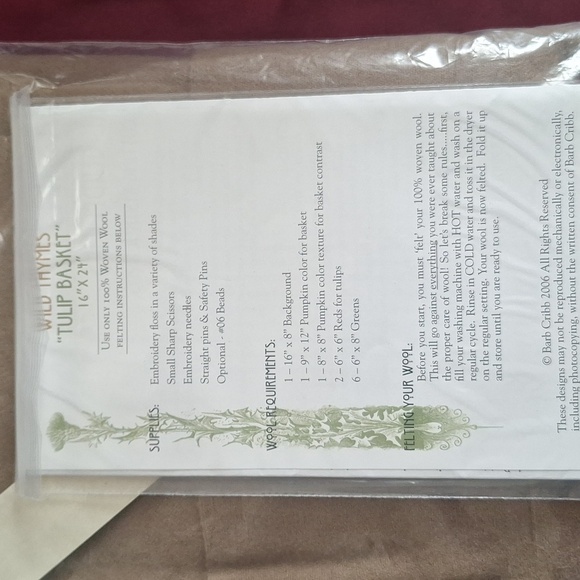 WILD THYMES
"TULIP BASKET"
16"X 24"
USE ONLY 100% WOVEN WOOL
FELTING INSTRUCTIONS BELOW
SUPPLIES:
Embroidery floss in a variety of shades
Small Sharp Scissors
Embroidery needles
Straight pins & Safety Pins
Optional - #06 Beads
WOOL REQUIREMENTS:
1 – 16" x 8" Background
1 – 9" x 12" Pumpkin color for basket
1 – 8" x 8" Pumpkin color texture for basket contrast
2 – 6" x 6" Reds for tulips
6 – 6" x 8" Greens
FELTING YOUR WOOL:
Before you start, you must 'felt' your 100% woven wool.
This will go against everything you were ever taught about
the proper care of wool! So let's break some rules.....first,
fill your washing machine with HOT water and wash on a
regular cycle. Rinse in COLD water and toss it in the dryer
on the regular setting. Your wool is now felted. Fold it up
and store until you are ready to use.
© Barb Cribb 2006 All Rights Reserved
These designs may not be reproduced mechanically or electronically,
including photocopying, without the written consent of Barb Cribb.